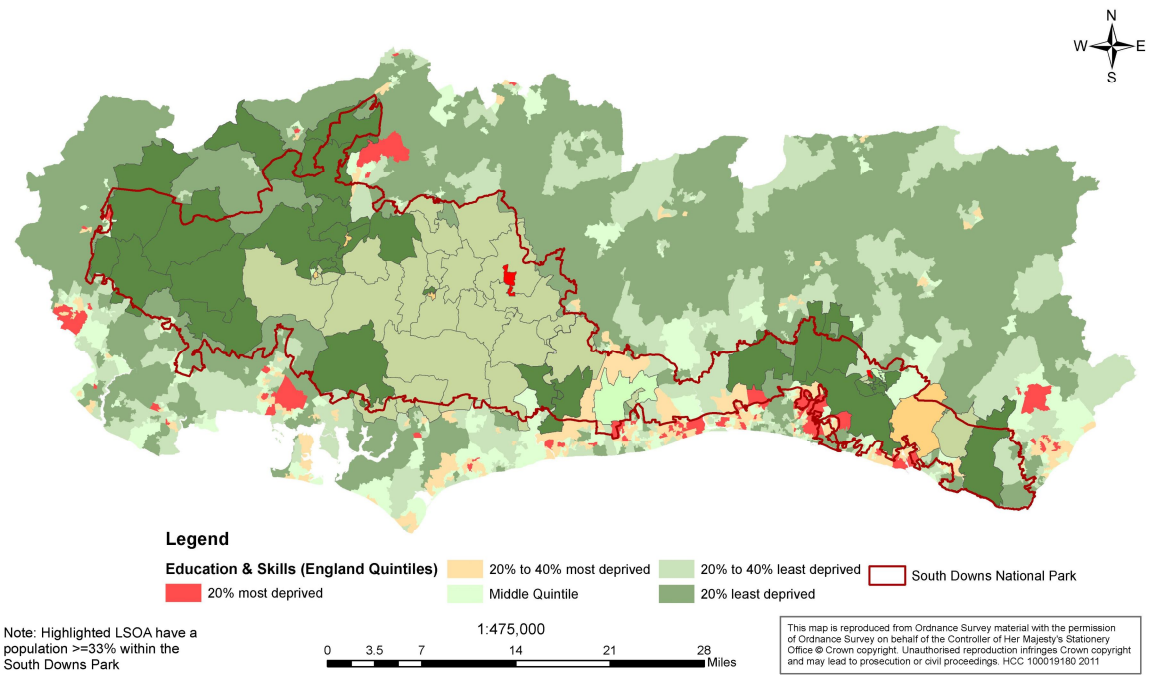 N
W E
S
Legend
Education & Skills (England Quintiles)
20% most deprived
20% to 40% most deprived
Middle Quintile
20% to 40% least deprived
20% least deprived
South Downs National Park
Note: Highlighted LSOA have a
population >=33% within the
South Downs Park
1:475,000
0 3.5 7 14 21 28
Miles
This map is reproduced from Ordnance Survey material with the permission
of Ordnance Survey on behalf of the Controller of Her Majesty's Stationery
Office © Crown copyright. Unauthorised reproduction infringes Crown copyright
and may lead to prosecution or civil proceedings. HCC 100019180 2011